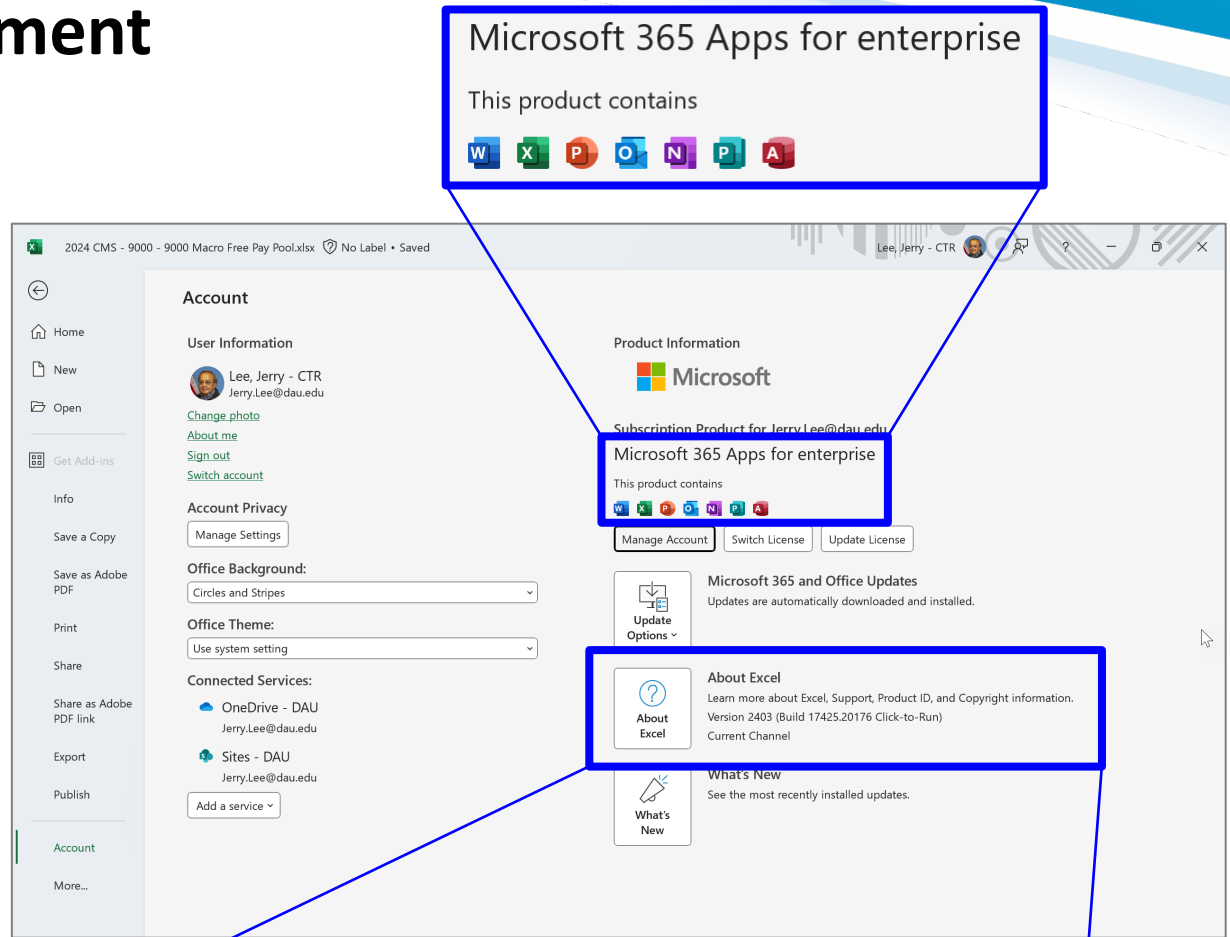 ment
Microsoft 365 Apps for enterprise
This product contains
W X P O N P A
2024 CMS - 9000 - 9000 Macro Free Pay Pool.xlsx No Label • Saved
Lee, Jerry - CTR
?
Account
Home
New
Open
Get Add-ins
Info
Save a Copy
Save as Adobe
PDF
Print
Share
Share as Adobe
PDF link
Export
Publish
Account
More...
User Information
Lee, Jerry - CTR
Jerry.Lee@dau.edu
Change photo
About me
Sign out
Switch account
Account Privacy
Manage Settings
Office Background:
Circles and Stripes
Office Theme:
Use system setting
Connected Services:
OneDrive - DAU
Jerry.Lee@dau.edu
Sites - DAU
Jerry.Lee@dau.edu
Add a service
Product Information
Microsoft
Subscription Product for Jerry.Lee@dau.edu
Microsoft 365 Apps for enterprise
This product contains
W X P O N P A
Manage Account Switch License Update License
Update
Options
Microsoft 365 and Office Updates
Updates are automatically downloaded and installed.
?
About
Excel
About Excel
Learn more about Excel, Support, Product ID, and Copyright information.
Version 2403 (Build 17425.20176 Click-to-Run)
Current Channel
What's
New
What's New
See the most recently installed updates.